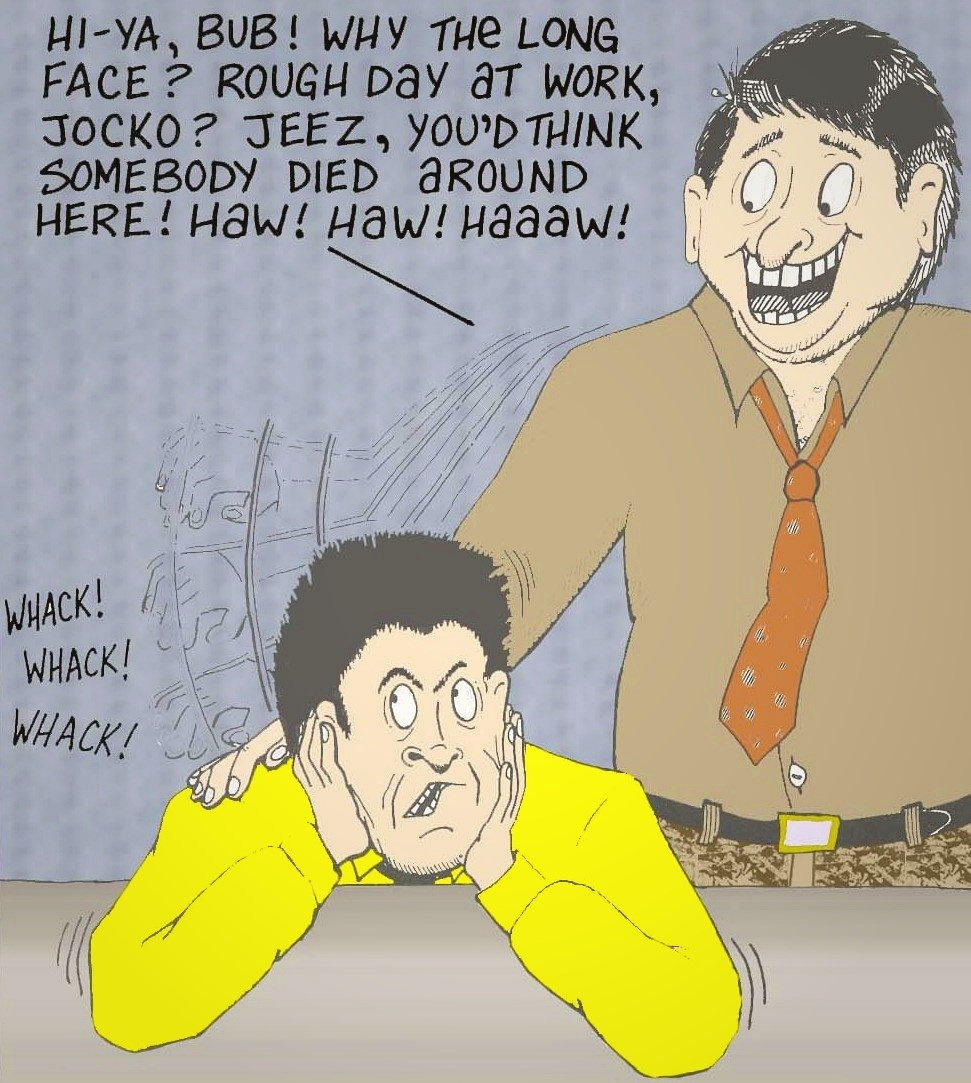 HI-YA, BUB! WHY THE LONG
FACE? ROUGH DAY AT WORK,
JOCKO? JEEZ, YOU'D THINK
SOMEBODY DIED AROUND
HERE! HAW! HAW! HAAAW!
WHACK!
WHACK!
WHACK!